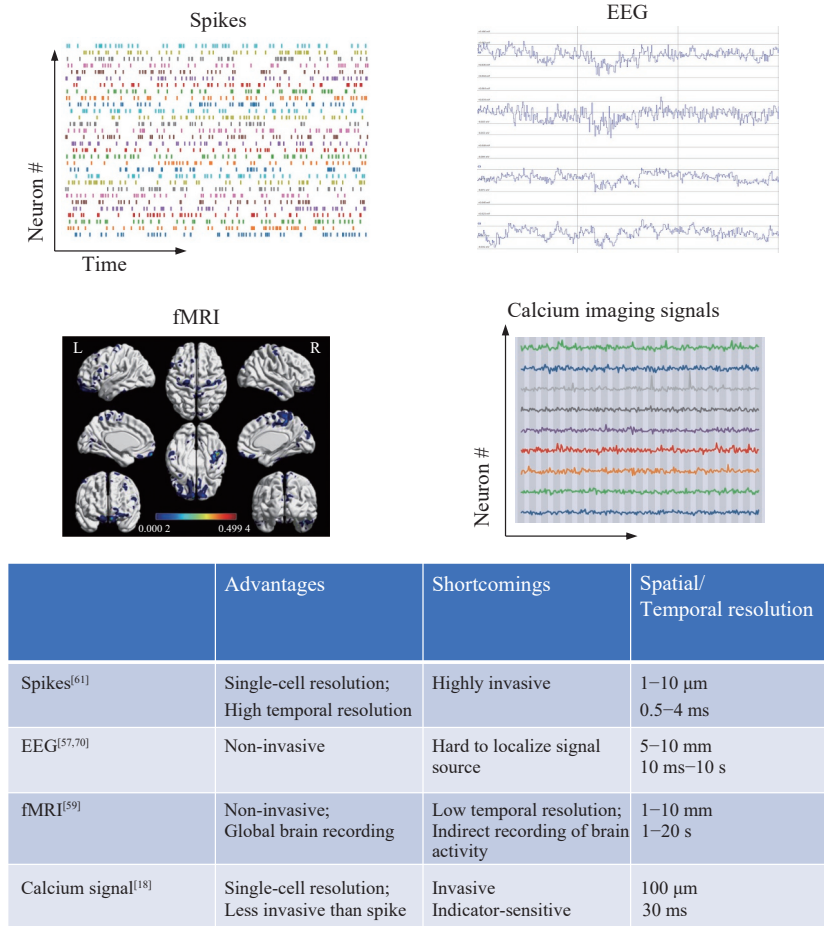 Spikes
Neuron #
Time
EEG
fMRI
L
R
0.000 2
0.499 4
Calcium imaging signals
Neuron #
Advantages
Shortcomings
Spatial/
Temporal resolution
Spikes[61]
Single-cell resolution;
High temporal resolution
Highly invasive
1−10 μm
0.5−4 ms
EEG[57,70]
Non-invasive
Hard to localize signal
source
5−10 mm
10 ms−10 s
fMRI[59]
Non-invasive;
Global brain recording
Low temporal resolution;
Indirect recording of brain
activity
1−10 mm
1−20 s
Calcium signal[18]
Single-cell resolution;
Less invasive than spike
Invasive
Indicator-sensitive
100 μm
30 ms